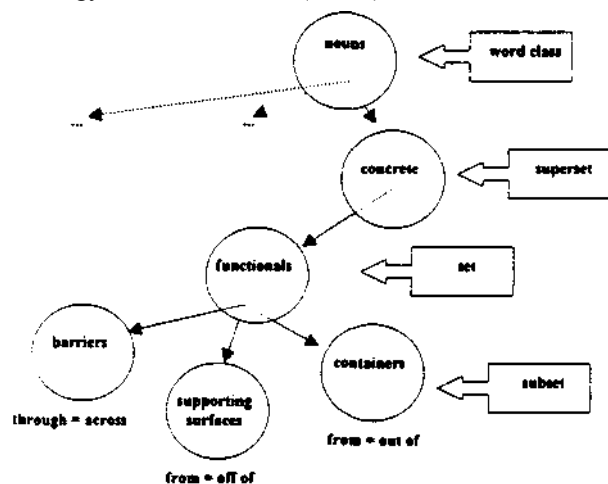 nouns
word class
...
...
concrete
superset
functionals
set
barriers
containers
subset
supporting
surfaces
through = across
from = out of
from = off of